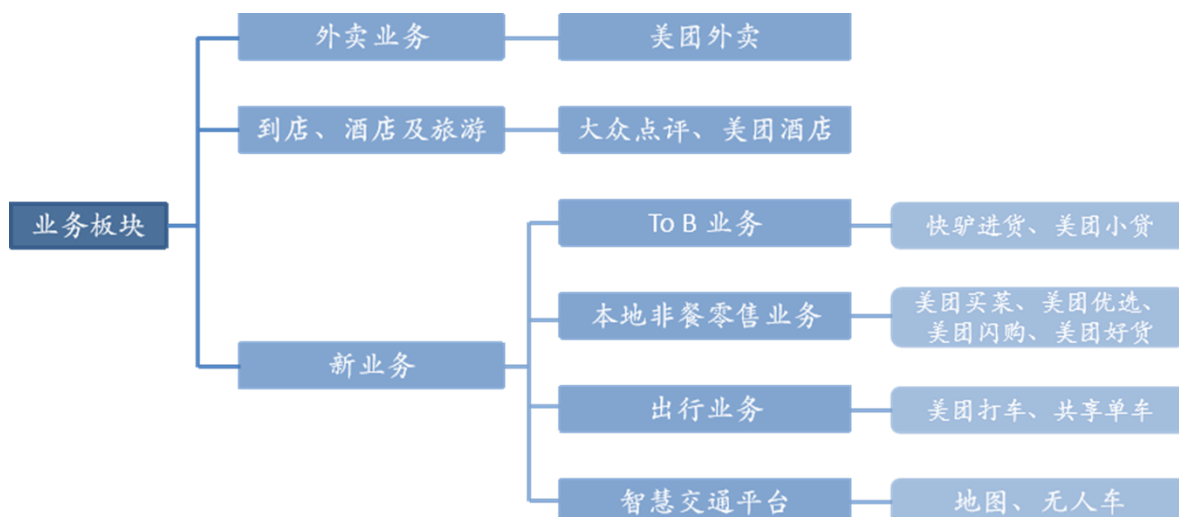 外卖业务
美团外卖
到店、酒店及旅游
大众点评、美团酒店
业务板块
To B 业务
快驴进货、美团小贷
本地非餐零售业务
美团买菜、美团优选、
美团闪购、美团好货
新业务
出行业务
美团打车、共享单车
智慧交通平台
地图、无人车